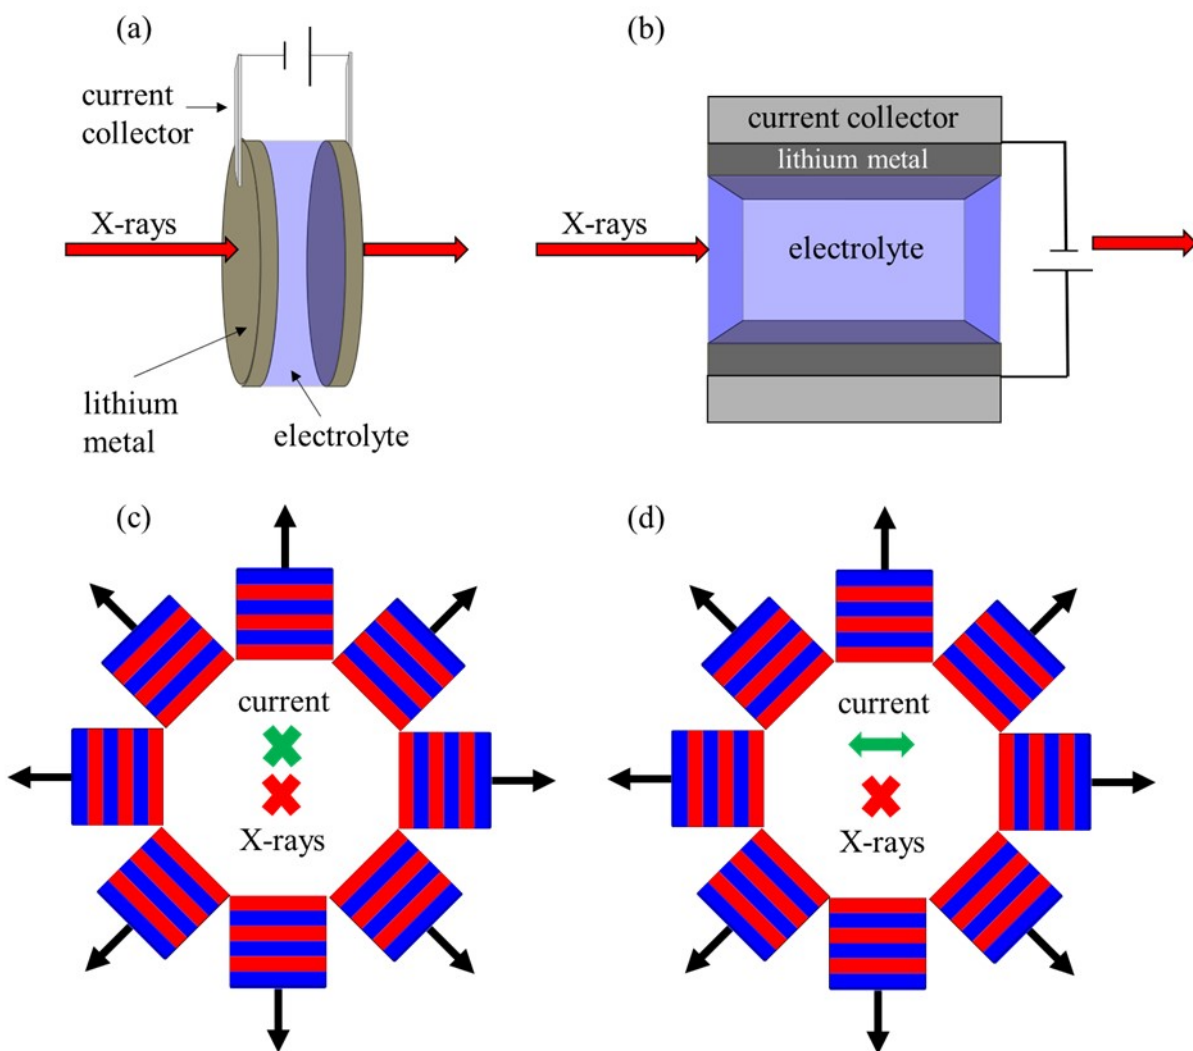 (a)
current
collector
X-rays
lithium
metal
electrolyte
(b)
current collector
lithium metal
X-rays
electrolyte
(c)
current
X-rays
(d)
current
X-rays